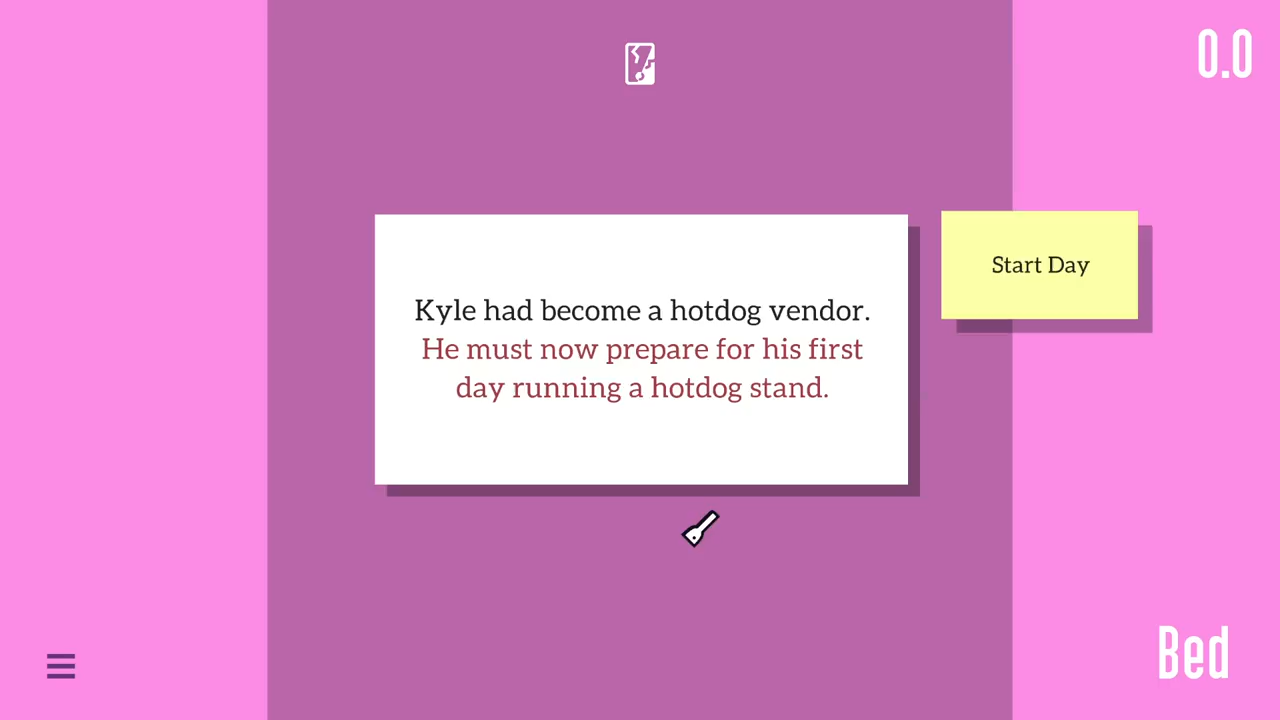 0.0
Kyle had become a hotdog vendor.
He must now prepare for his first
day running a hotdog stand.
Start Day
Bed